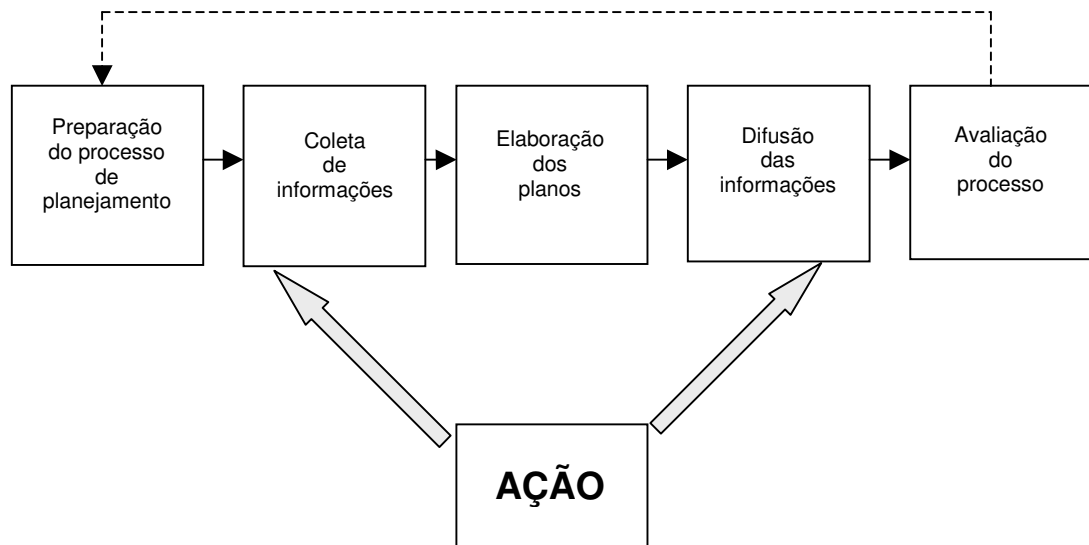 Preparação
do processo
de
planejamento
Coleta
de
informações
Elaboração
dos
planos
Difusão
das
informações
Avaliação
do
processo
AÇÃO